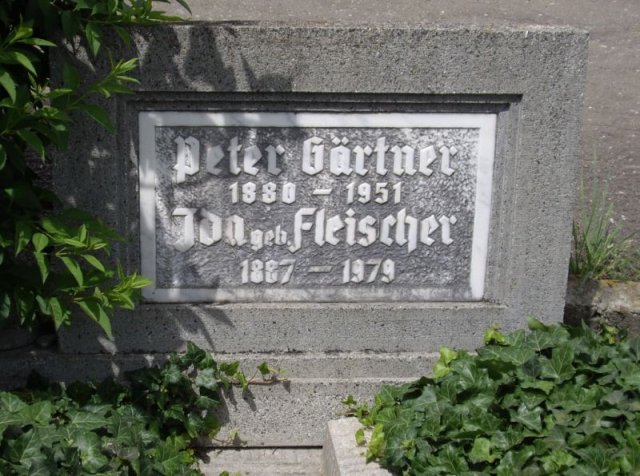 Peter Gärtner
1880 - 1951
Ida geb. Fleischer
1887 - 1979